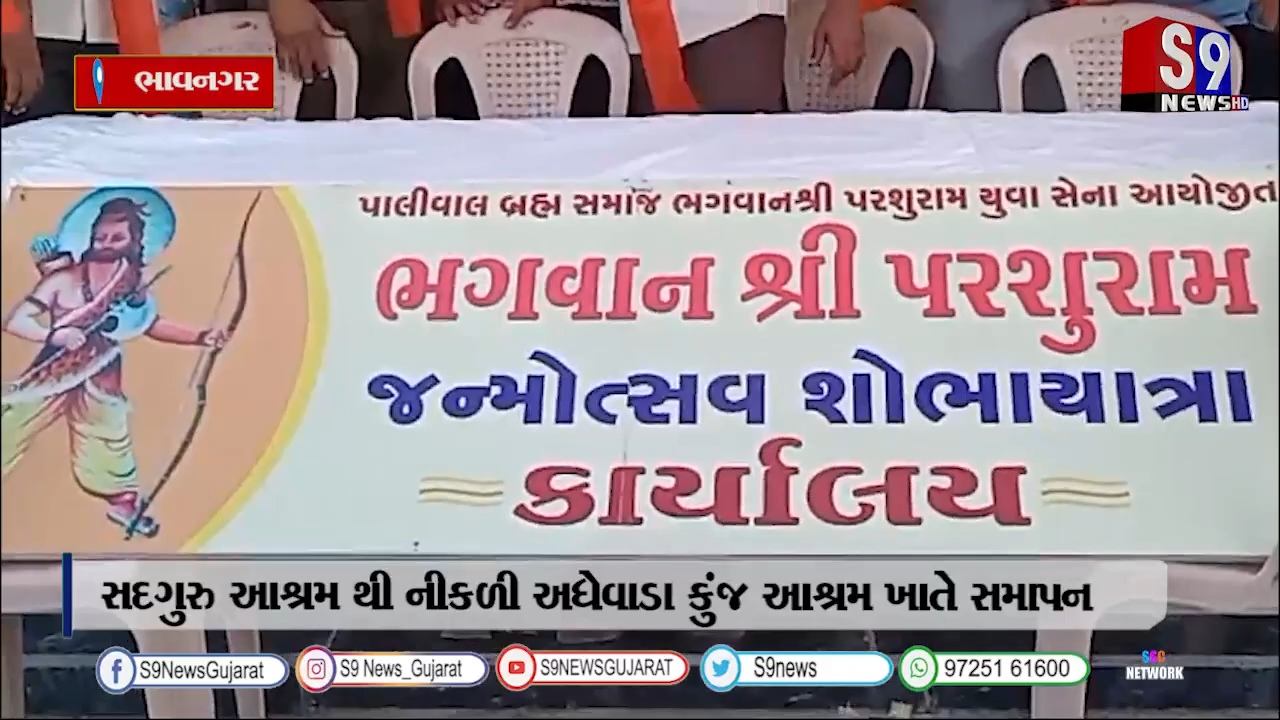 ભાવનગર
S9
NEWS HD
પાલીવાલ બ્રહ્મ સમાજ ભગવાનશ્રી પરશુરામ યુવા સેના આયોજીત
ભગવાન શ્રી પરશુરામ
જન્મોત્સવ શોભાયાત્રા
કાર્યાલય
સદગુરુ આશ્રમ થી નીકળી અધેવાડા કુંજ આશ્રમ ખાતે સમાપન
S9NewsGujarat
S9 News_Gujarat
S9NEWSGUJARAT
S9news
97251 61600
NETWORK